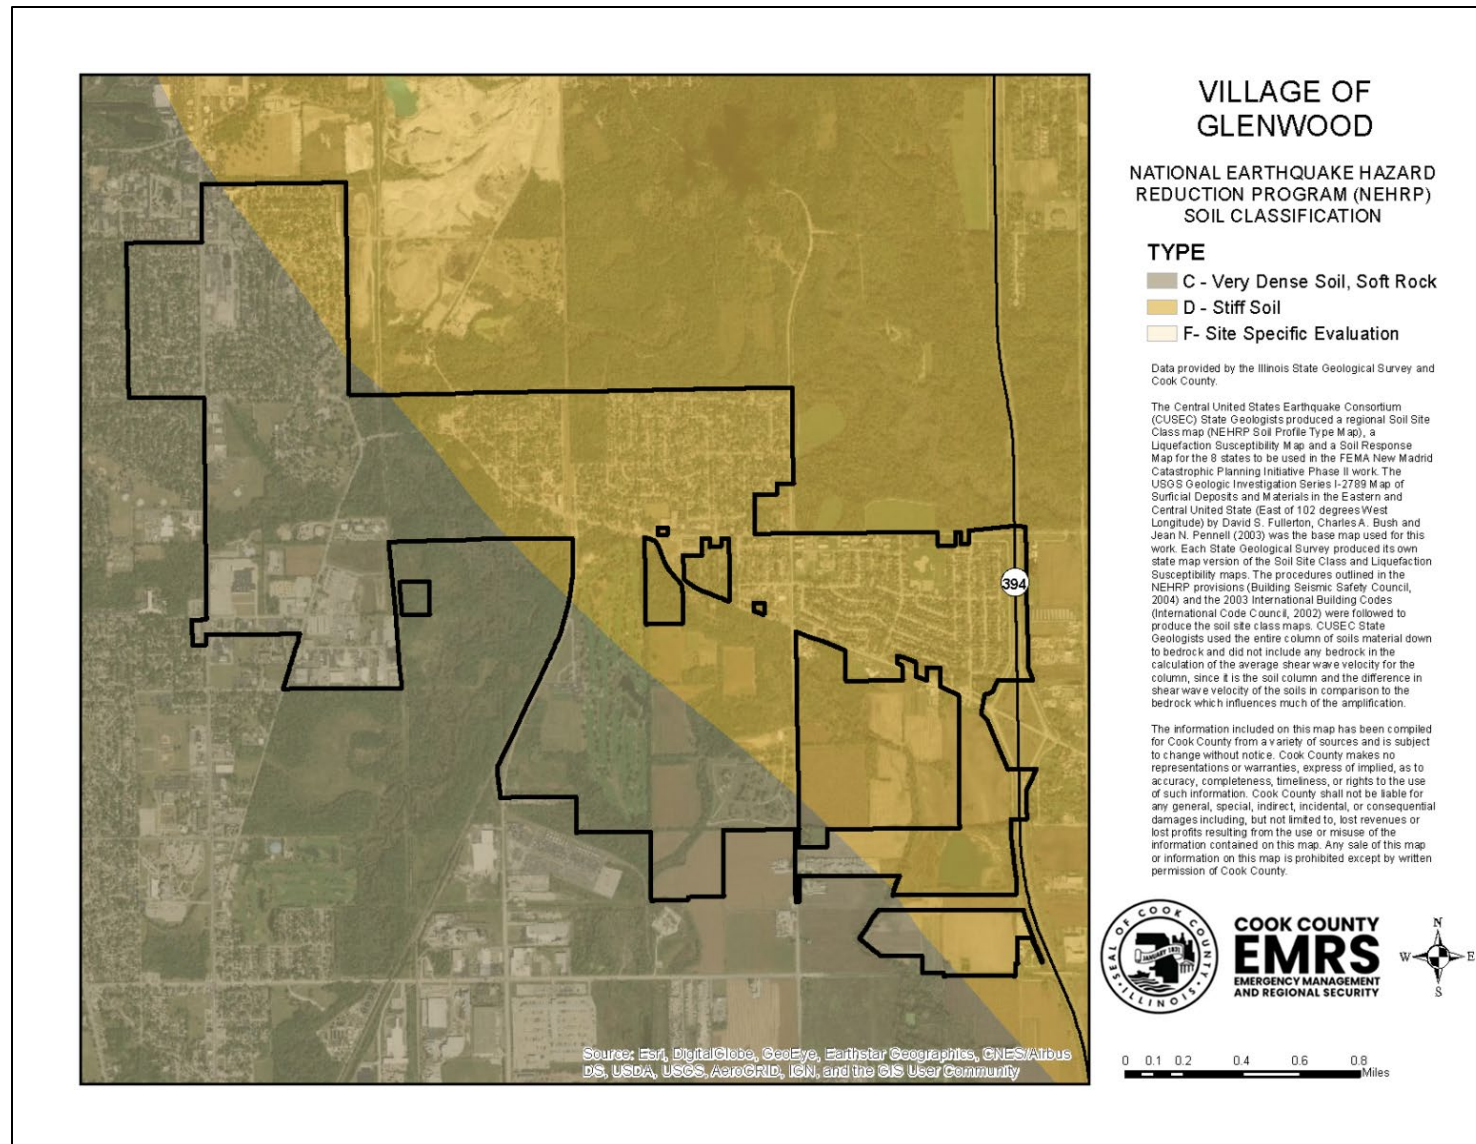 VILLAGE OF
GLENWOOD
NATIONAL EARTHQUAKE HAZARD
REDUCTION PROGRAM (NEHRP)
SOIL CLASSIFICATION
TYPE
C - Very Dense Soil, Soft Rock
D - Stiff Soil
F- Site Specific Evaluation
Data provided by the Illinois State Geological Survey and
Cook County.
The Central United States Earthquake Consortium
(CUSEC) State Geologists produced a regional Soil Site
Class map (NEHRP Soil Profile Type Map), a
Liquefaction Susceptibility Map and a Soil Response
Map for the 8 states to be used in the FEMA New Madrid
Catastrophic Planning Initiative Phase II work. The
USGS Geologic Investigation Series I-2789 Map of
Surficial Deposits and Materials in the Eastern and
Central United State (East of 102 degrees West
Longitude) by David S. Fullerton, Charles A. Bush and
Jean N. Pennell (2003) was the base map used for this
work. Each State Geological Survey produced its own
state map version of the Soil Site Class and Liquefaction
Susceptibility maps. The procedures outlined in the
NEHRP provisions (Building Seismic Safety Council,
2004) and the 2003 International Building Codes
(International Code Council, 2002) were followed to
produce the soil site class maps. CUSEC State
Geologists used the entire column of soils material down
to bedrock and did not include any bedrock in the
calculation of the average shear wave velocity for the
column, since it is the soil column and the difference in
shear wave velocity of the soils in comparison to the
bedrock which influences much of the amplification.
The information included on this map has been compiled
for Cook County from a variety of sources and is subject
to change without notice. Cook County makes no
representations or warranties, express of implied, as to
accuracy, completeness, timeliness, or rights to the use
of such information. Cook County shall not be liable for
any general, special, indirect, incidental, or consequential
damages including, but not limited to, lost revenues or
lost profits resulting from the use or misuse of the
information contained on this map. Any sale of this map
or information on this map is prohibited except by written
permission of Cook County.
394
SEAL OF COOK COUNTY
JANUARY 1831
ILLINOIS
COOK COUNTY
EMRS
EMERGENCY MANAGEMENT
AND REGIONAL SECURITY
N
W E
S
Source: Esri, DigitalGlobe, GeoEye, Earthstar Geographics, CNES/Airbus
DS, USDA, USGS, AeroGRID, IGN, and the GIS User Community
0 0.1 0.2 0.4 0.6 0.8
Miles